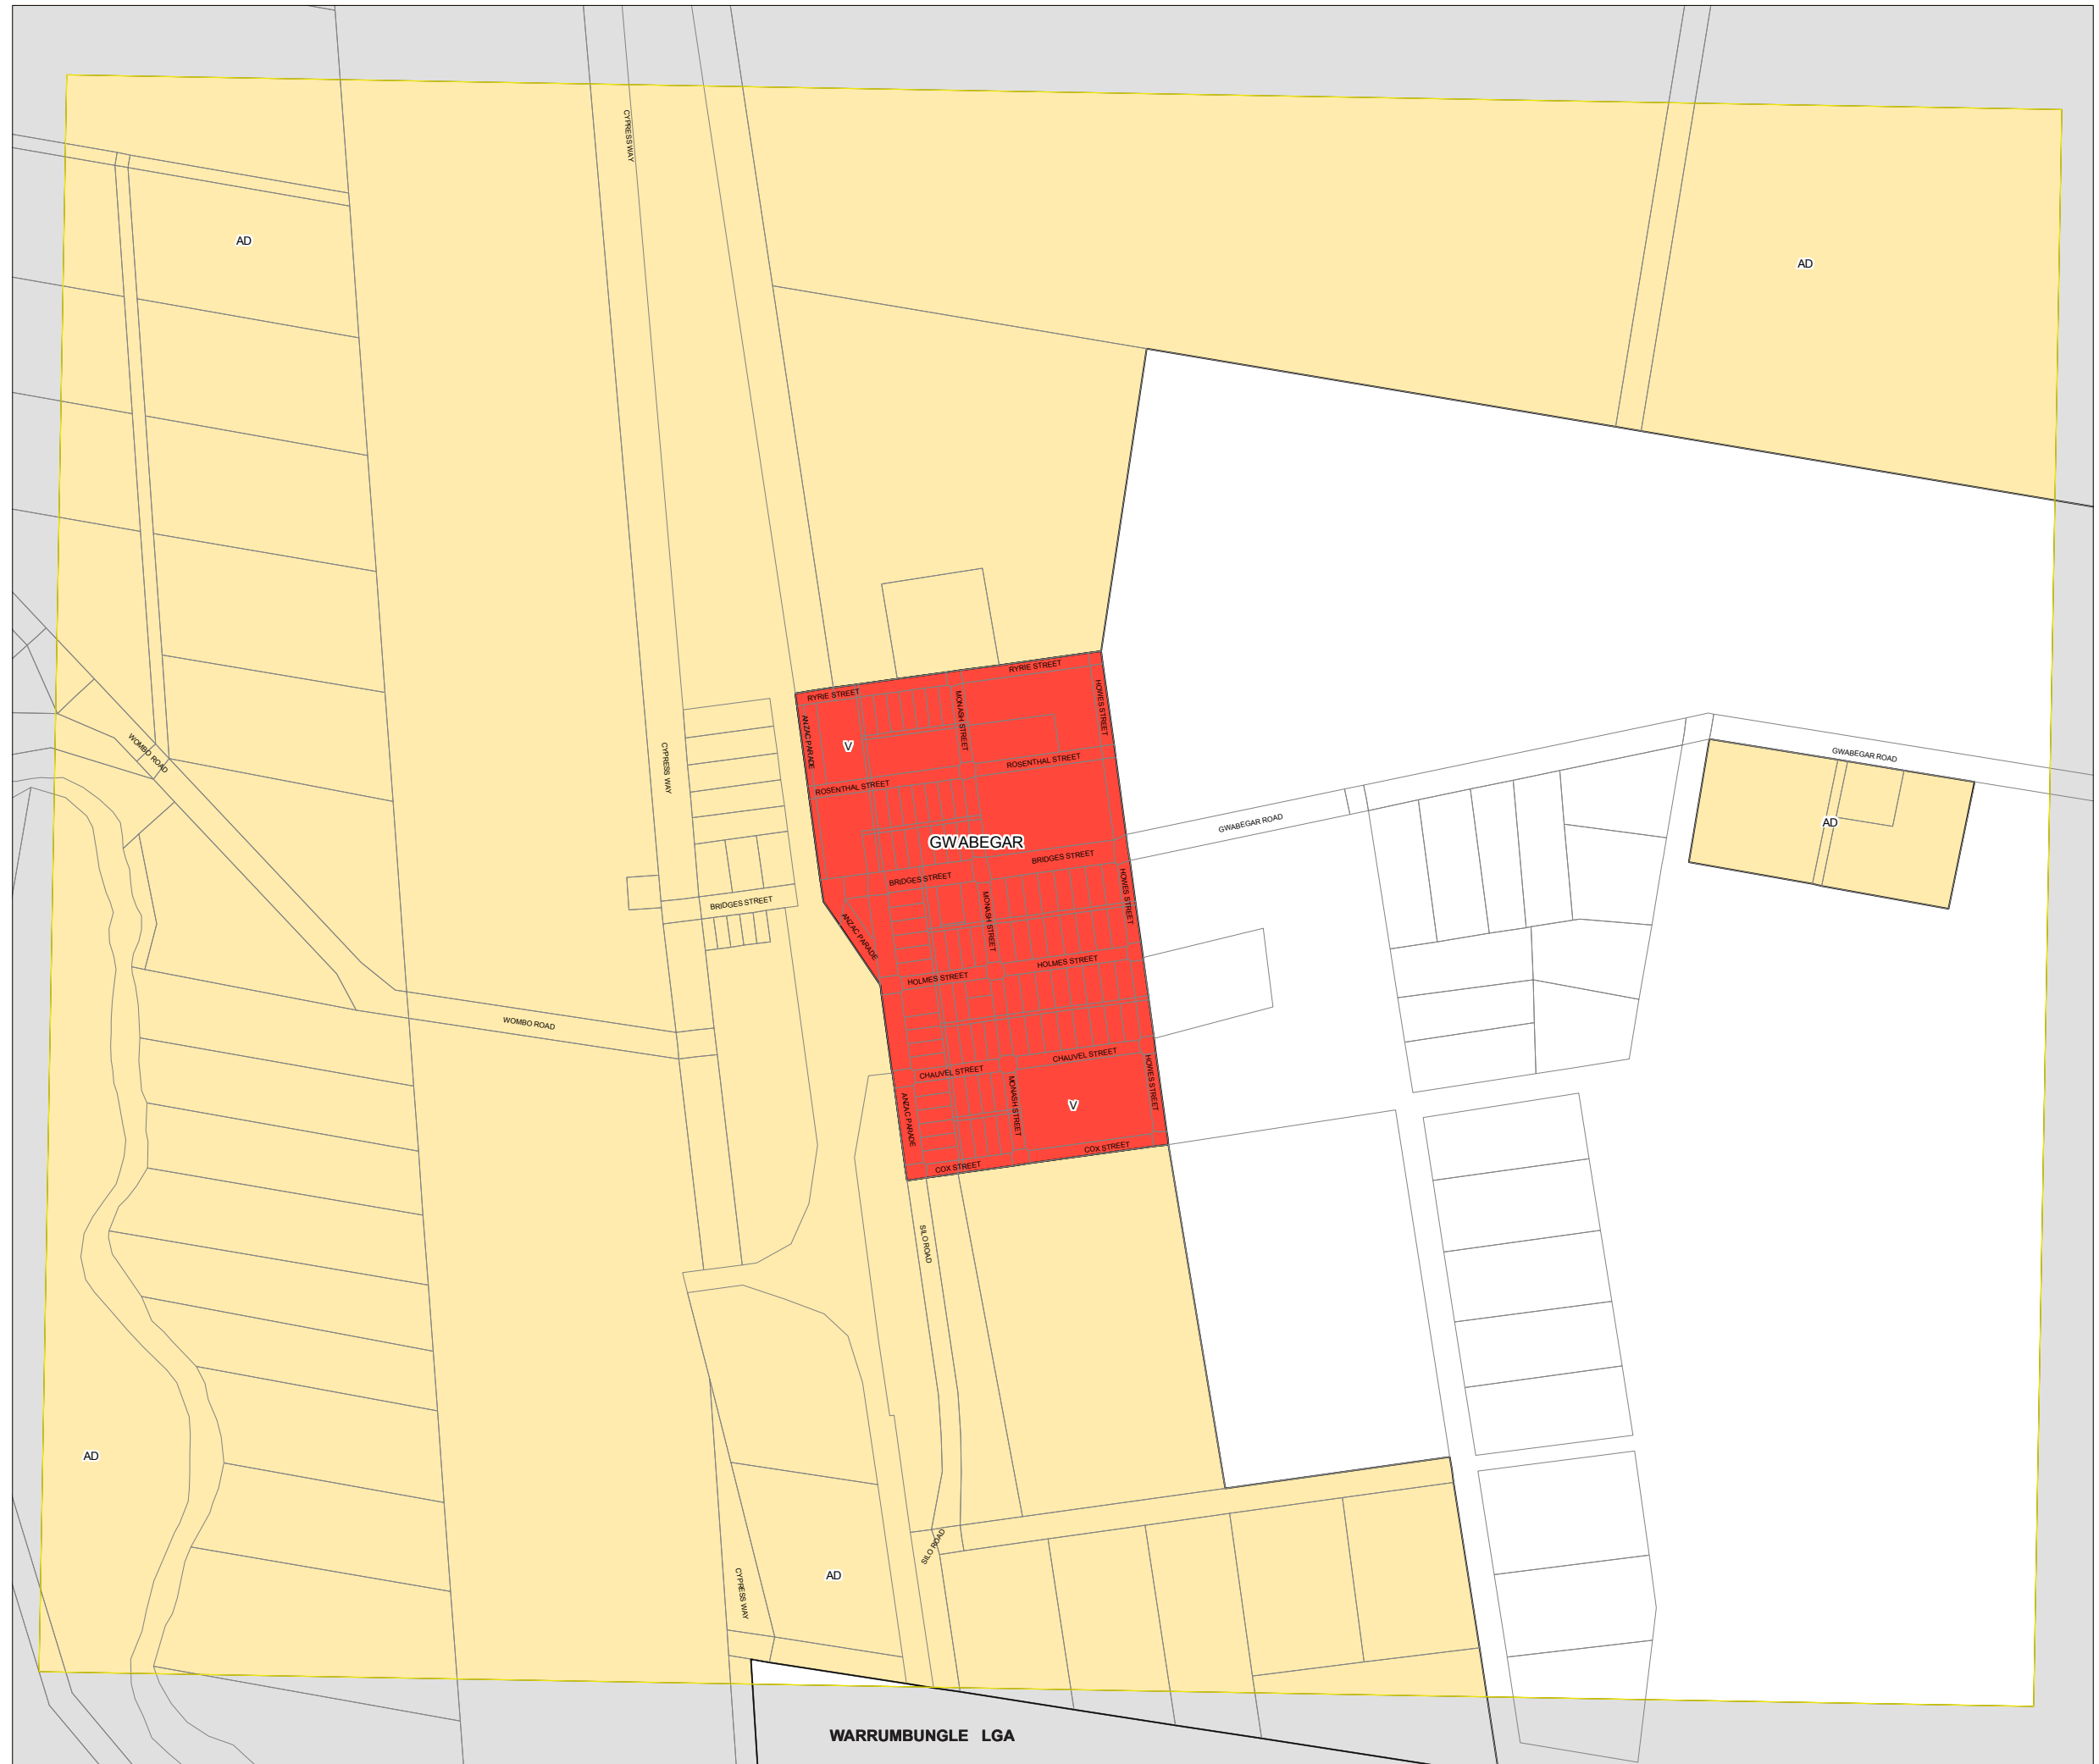 CYPRESS WAY
AD
AD
RYRIE STREET
RYRIE STREET
HOWES STREET
MONASH STREET
ANZAC PARADE
V
WOMBO ROAD
CYPRESS WAY
ROSENTHAL STREET
ROSENTHAL STREET
GWABEGAR ROAD
GWABEGAR ROAD
AD
GWABEGAR
BRIDGES STREET
BRIDGES STREET
HOWES STREET
BRIDGES STREET
MONASH STREET
ANZAC PARADE
HOLMES STREET
HOLMES STREET
WOMBO ROAD
CHAUVEL STREET
CHAUVEL STREET
HOWES STREET
MONASH STREET
ANZAC PARADE
V
COX STREET
COX STREET
SILO ROAD
AD
SILO ROAD
AD
CYPRESS WAY
WARRUMBUNGLE LGA